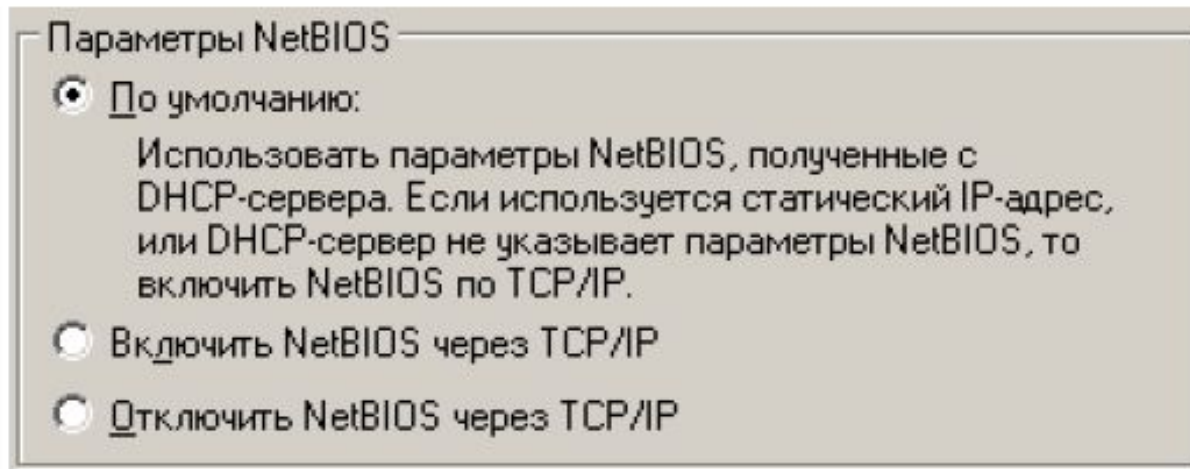 Параметры NetBIOS
По умолчанию:
Использовать параметры NetBIOS, полученные с
DHCP-сервера. Если используется статический IP-адрес,
или DHCP-сервер не указывает параметры NetBIOS, то
включить NetBIOS по TCP/IP.
Включить NetBIOS через TCP/IP
Отключить NetBIOS через TCP/IP